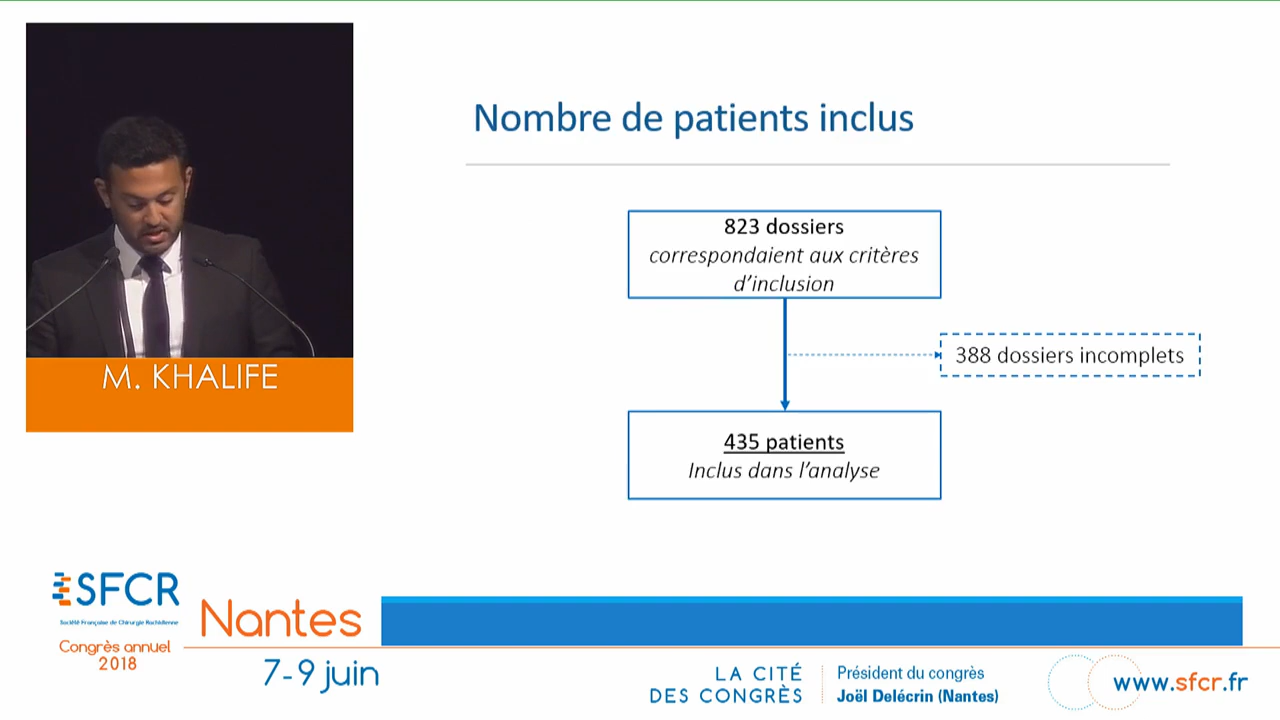 Nombre de patients inclus
823 dossiers
correspondaient aux critères
d'inclusion
388 dossiers incomplets
435 patients
Inclus dans l'analyse
M. KHALIFE
SFCR
Société Française de Chirurgie Rachidienne
Congrès annuel
2018
Nantes
7-9 juin
LA CITÉ
DES CONGRÈS
Président du congrès
Joël Delécrin (Nantes)
www.sfcr.fr